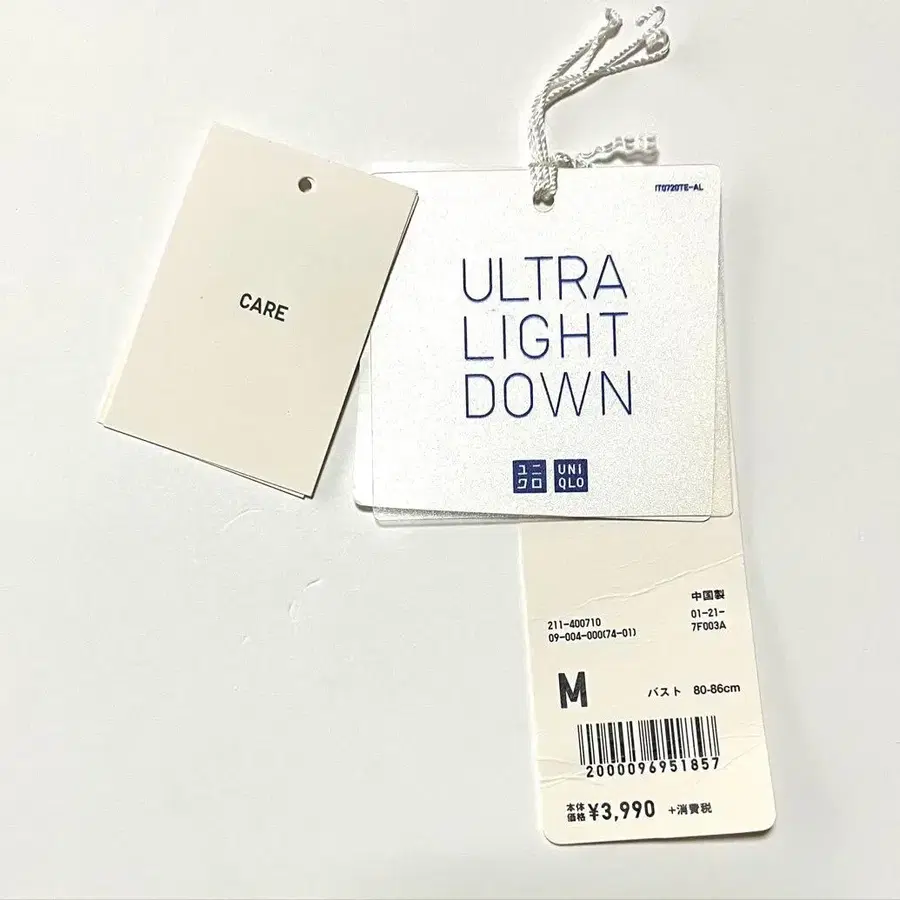 CARE
IT0720TE-AL
ULTRA
LIGHT
DOWN
ユニ
クロ
UNI
QLO
中国製
211-400710
01-21-
09-004-000(74-01)
7F003A
M
バスト 80-86cm
2000096951857
本体
価格 ¥3,990 +消費税